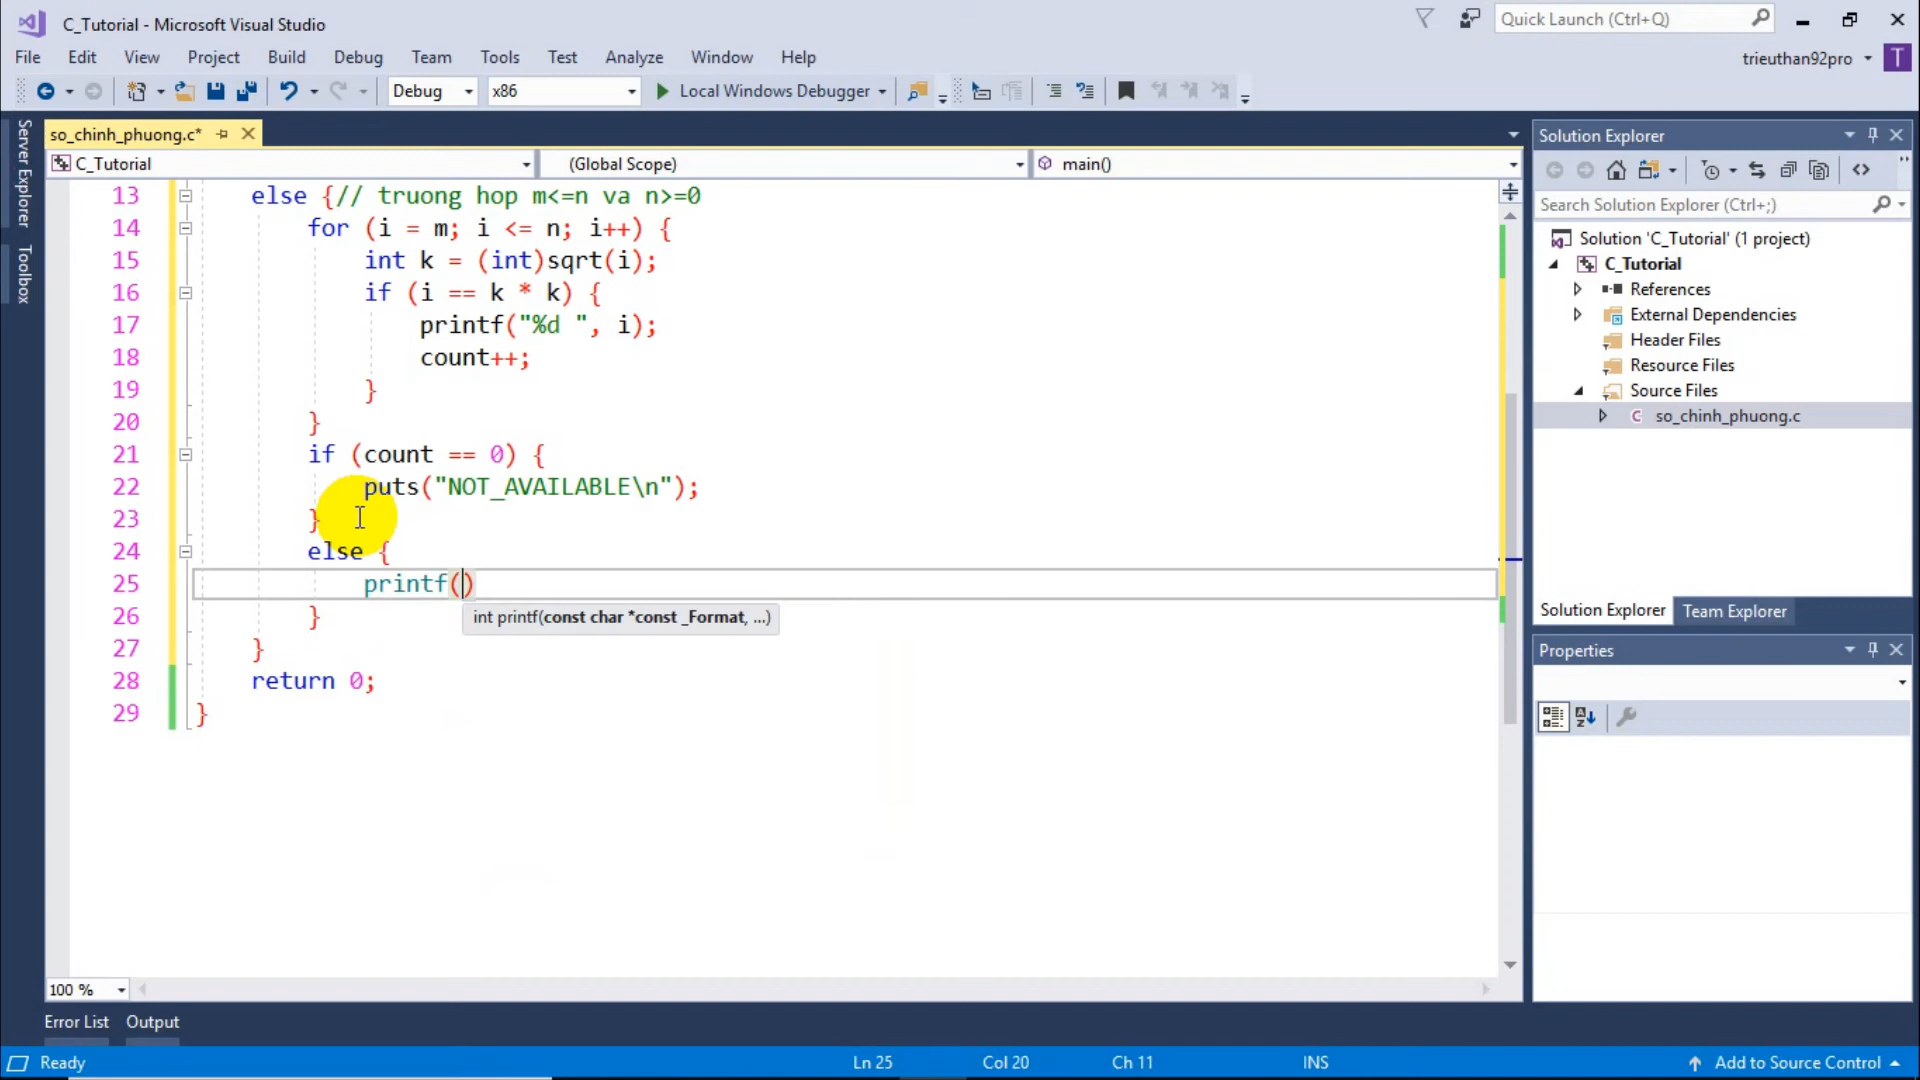 C_Tutorial - Microsoft Visual Studio
Quick Launch (Ctrl+Q)
File Edit View Project Build Debug Team Tools Test Analyze Window Help
trieuthan92pro T
Debug x86 Local Windows Debugger
Server Explorer
Toolbox
so_chinh_phuong.c*
C_Tutorial (Global Scope) main()
13 else {// truong hop m<=n va n>=0
14 for (i = m; i <= n; i++) {
15 int k = (int)sqrt(i);
16 if (i == k * k) {
17 printf("%d ", i);
18 count++;
19 }
20 }
21 if (count == 0) {
22 puts("NOT_AVAILABLE\n");
23 }
24 else {
25 printf()
int printf(const char *const _Format, ...)
26 }
27 }
28 return 0;
29 }
100 %
Solution Explorer
Search Solution Explorer (Ctrl+;)
Solution 'C_Tutorial' (1 project)
C_Tutorial
References
External Dependencies
Header Files
Resource Files
Source Files
C so_chinh_phuong.c
Solution Explorer Team Explorer
Properties
Error List Output
Ready Ln 25 Col 20 Ch 11 INS Add to Source Control